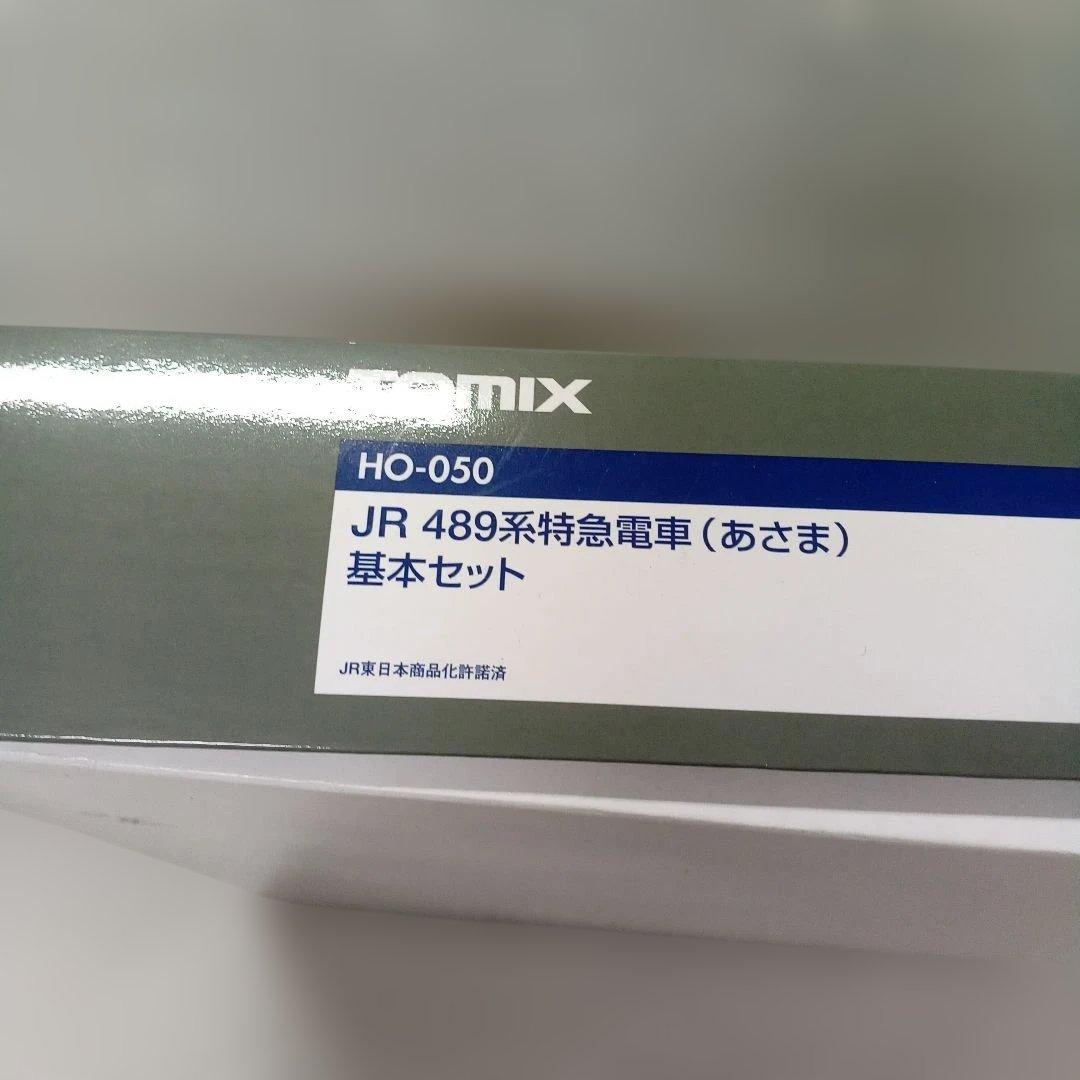 TOMIX
HO-050
JR 489系特急電車(あさま)
基本セット
JR東日本商品化許諾済